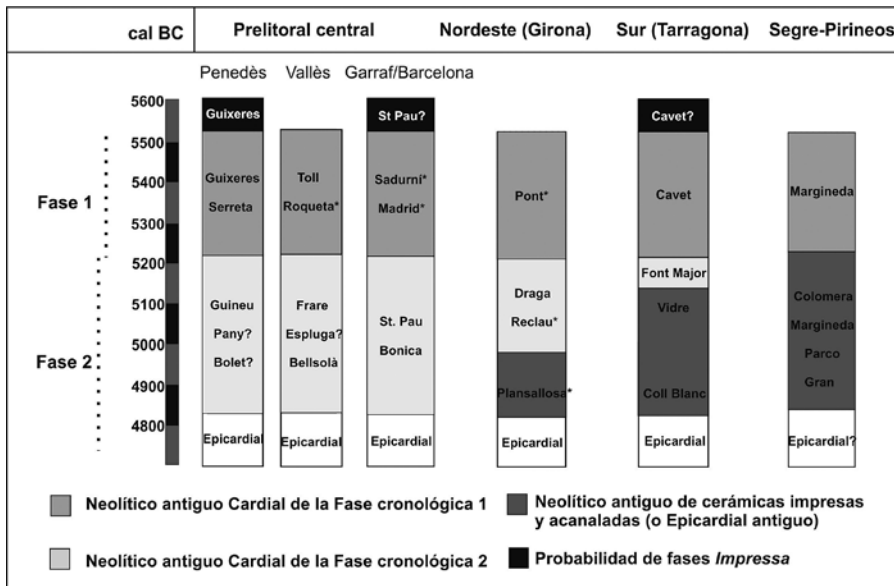 cal BC Prelitoral central Nordeste (Girona) Sur (Tarragona) Segre-Pirineos
Penedès Vallès Garraf/Barcelona
5600
5500
5400
5300
5200
5100
5000
4900
4800
Fase 1
Fase 2
Guixeres
Guixeres
Serreta
Guineu
Pany?
Bolet?
Epicardial
Toll
Roqueta*
Frare
Espluga?
Bellsolà
Epicardial
St Pau?
Sadurní*
Madrid*
St. Pau
Bonica
Epicardial
Pont*
Draga
Reclau*
Plansallosa*
Epicardial
Cavet?
Cavet
Font Major
Vidre
Coll Blanc
Epicardial
Margineda
Colomera
Margineda
Parco
Gran
Epicardial?
Neolítico antiguo Cardial de la Fase cronológica 1
Neolítico antiguo Cardial de la Fase cronológica 2
Neolítico antiguo de cerámicas impresas
y acanaladas (o Epicardial antiguo)
Probabilidad de fases Impressa